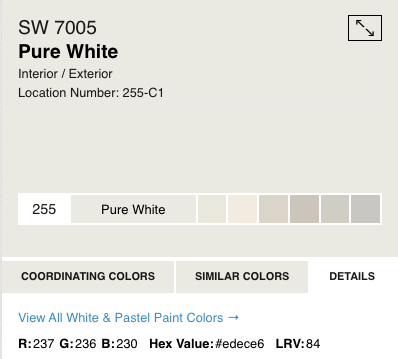 SW 7005
Pure White
Interior / Exterior
Location Number: 255-C1
255 Pure White
COORDINATING COLORS SIMILAR COLORS DETAILS
View All White & Pastel Paint Colors →
R:237 G:236 B:230 Hex Value:#edece6 LRV:84